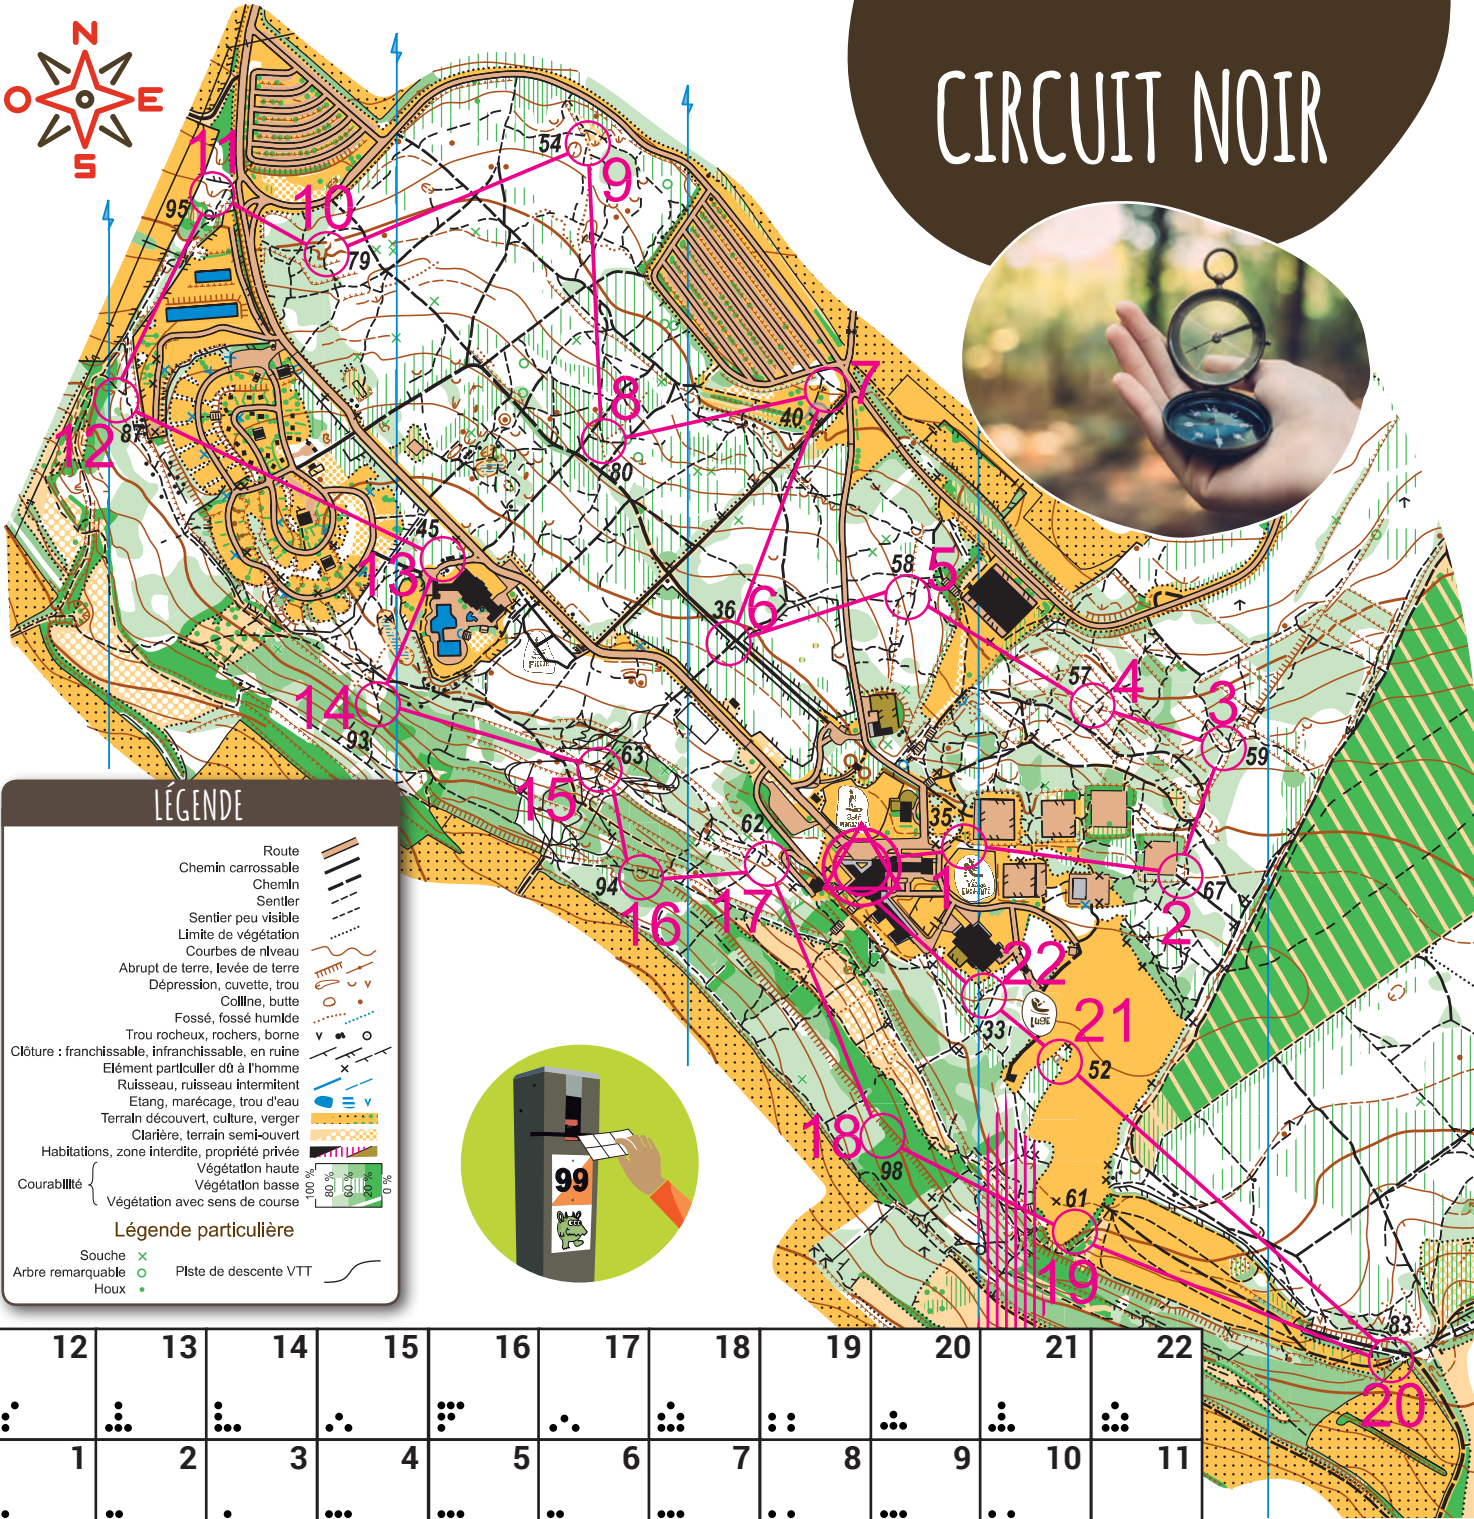 CIRCUIT NOIR
N
O
E
S
11
95
10
79
54
9
12
87
8
80
7
40
45
13
58
5
36
6
57
4
3
59
14
93
63
15
62
35
94
16
17
1
67
2
22
33
21
LUGE
52
18
98
61
19
83
20
LÉGENDE
Route
Chemin carrossable
Chemin
Sentier
Sentier peu visible
Limite de végétation
Courbes de niveau
Abrupt de terre, levée de terre
Dépression, cuvette, trou
Colline, butte
Fossé, fossé humide
Trou rocheux, rochers, borne
Clôture : franchissable, infranchissable, en ruine
Elément particulier dû à l'homme
Ruisseau, ruisseau intermitent
Etang, marécage, trou d'eau
Terrain découvert, culture, verger
Clarière, terrain semi-ouvert
Habitations, zone interdite, propriété privée
Courabilité
Végétation haute
Végétation basse
Végétation avec sens de course
100 %
80 %
60 %
20 %
0 %
Légende particulière
Souche
Arbre remarquable
Houx
Piste de descente VTT
99
12 13 14 15 16 17 18 19 20 21 22
1 2 3 4 5 6 7 8 9 10 11